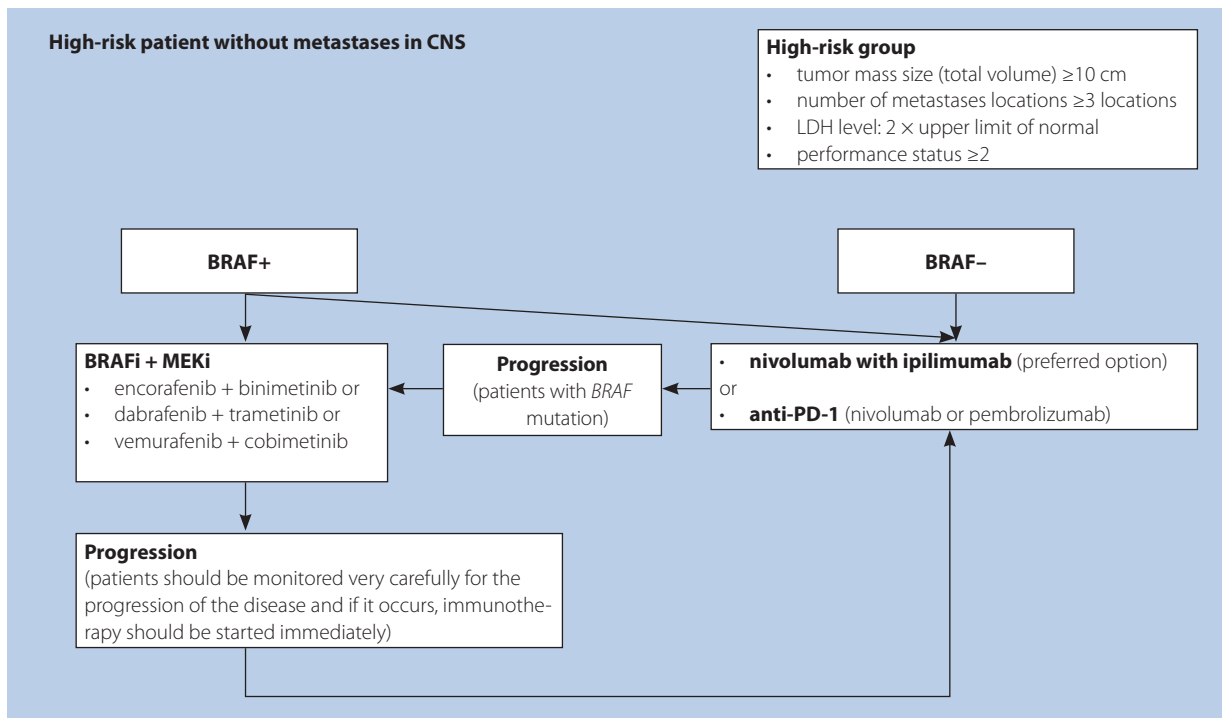 High-risk patient without metastases in CNS
High-risk group
• tumor mass size (total volume) ≥10 cm
• number of metastases locations ≥3 locations
• LDH level: 2 × upper limit of normal
• performance status ≥2
BRAF+
BRAF–
BRAFi + MEKi
• encorafenib + binimetinib or
• dabrafenib + trametinib or
• vemurafenib + cobimetinib
Progression
(patients with BRAF
mutation)
• nivolumab with ipilimumab (preferred option)
or
• anti-PD-1 (nivolumab or pembrolizumab)
Progression
(patients should be monitored very carefully for the
progression of the disease and if it occurs, immunothe-
rapy should be started immediately)